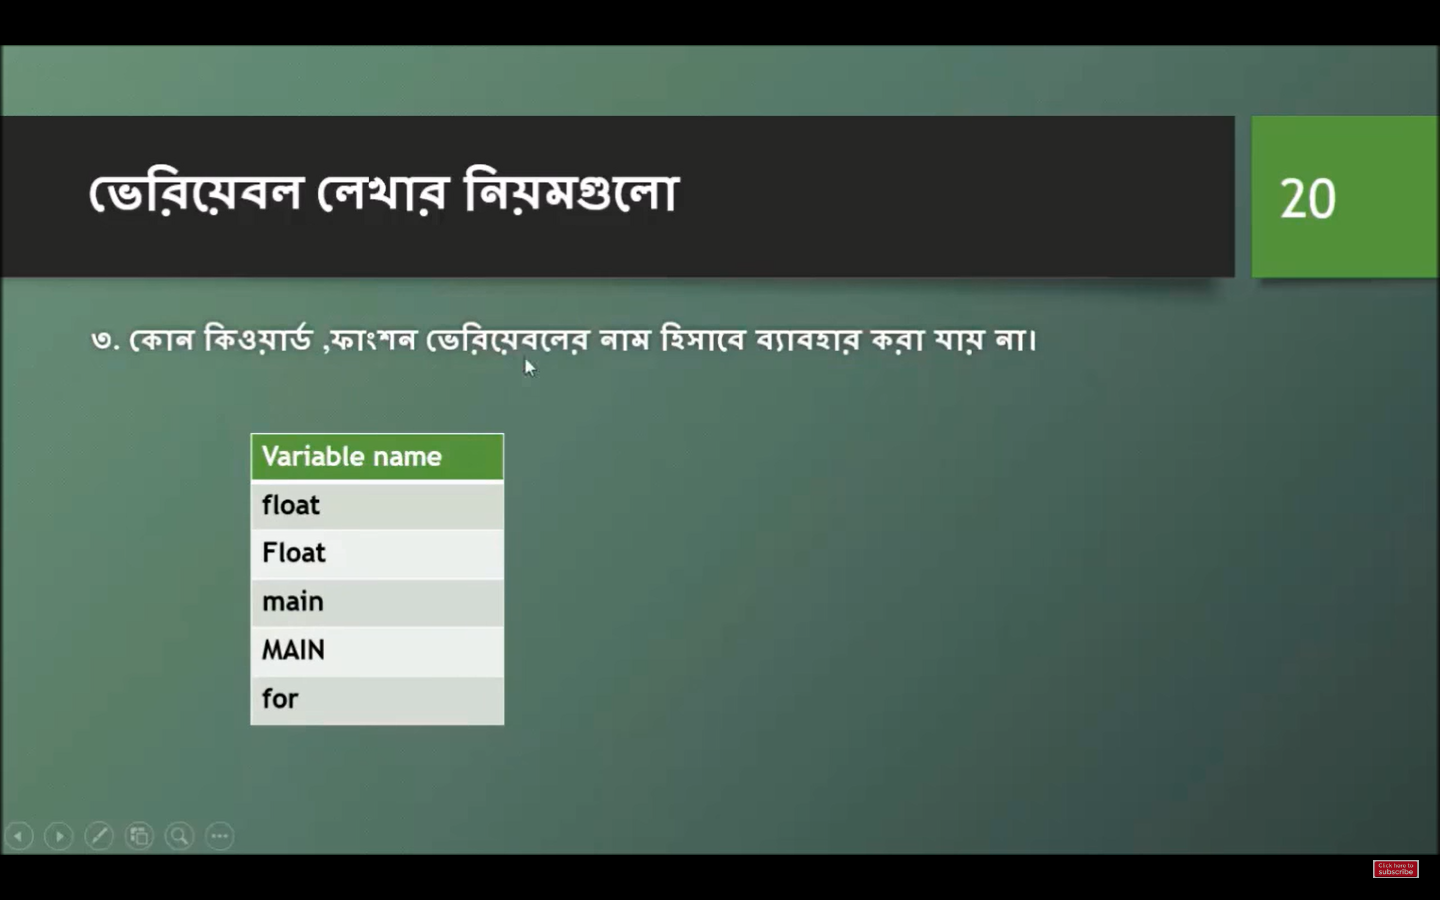 ভেরিয়েবল লেখার নিয়মগুলো
20
৩. কোন কিওয়ার্ড ,ফাংশন ভেরিয়েবলের নাম হিসাবে ব্যাবহার করা যায় না।
Variable name
float
Float
main
MAIN
for
Click here to
subscribe